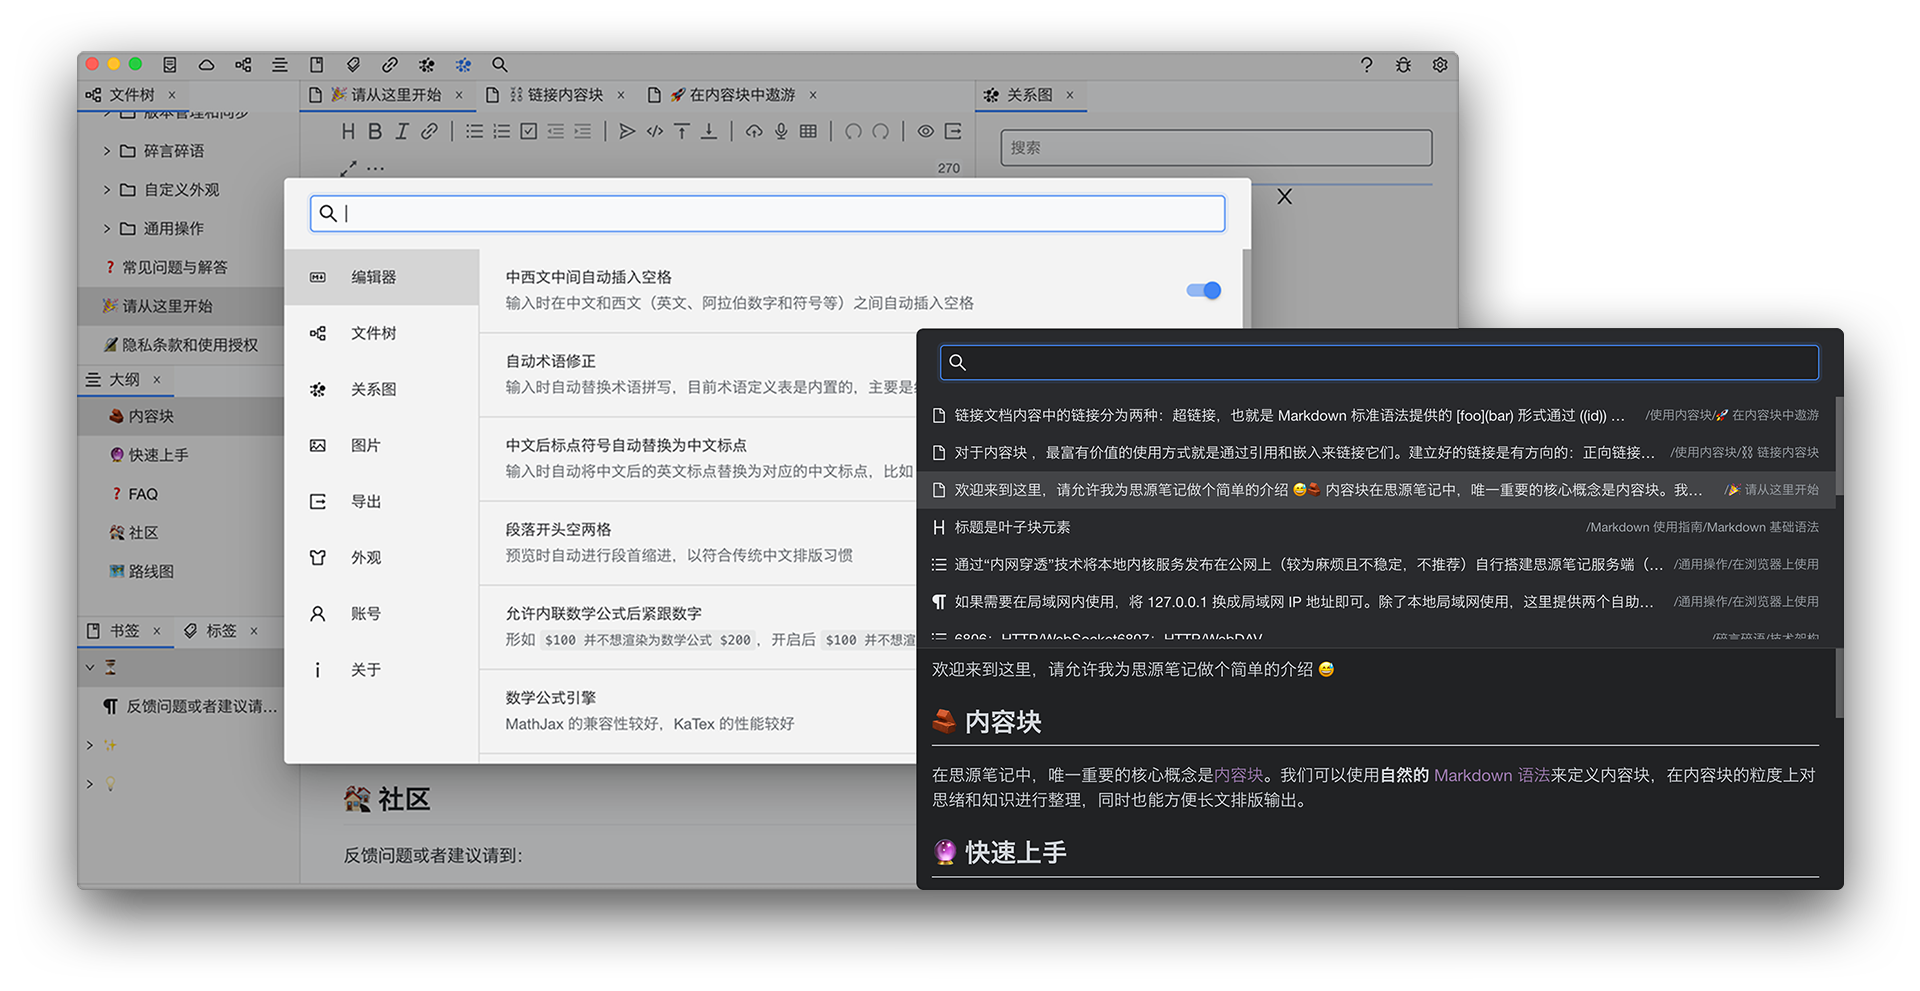 文件树
版本管理和同步
碎言碎语
自定义外观
通用操作
常见问题与解答
请从这里开始
隐私条款和使用授权
大纲
内容块
快速上手
FAQ
社区
路线图
书签
标签
反馈问题或者建议请...
请从这里开始
链接内容块
在内容块中遨游
270
关系图
搜索
编辑器
文件树
关系图
图片
导出
外观
账号
关于
中西文中间自动插入空格
输入时在中文和西文（英文、阿拉伯数字和符号等）之间自动插入空格
自动术语修正
输入时自动替换术语拼写，目前术语定义表是内置的，主要是
中文后标点符号自动替换为中文标点
输入时自动将中文后的英文标点替换为对应的中文标点，比如
段落开头空两格
预览时自动进行段首缩进，以符合传统中文排版习惯
允许内联数学公式后紧跟数字
形如 $100 并不想渲染为数学公式 $200，开启后 $100 并不想渲
数学公式引擎
MathJax 的兼容性较好，KaTex 的性能较好
社区
反馈问题或者建议请到：
链接文档内容中的链接分为两种：超链接，也就是 Markdown 标准语法提供的 [foo](bar) 形式通过 ((id)) ... /使用内容块/🚀 在内容块中遨游
对于内容块，最富有价值的使用方式就是通过引用和嵌入来链接它们。建立好的链接是有方向的：正向链接... /使用内容块/⛓ 链接内容块
欢迎来到这里，请允许我为思源笔记做个简单的介绍 😅 内容块在思源笔记中，唯一重要的核心概念是内容块。我... /🎉 请从这里开始
标题是叶子块元素 /Markdown 使用指南/Markdown 基础语法
通过“内网穿透”技术将本地内核服务发布在公网上（较为麻烦且不稳定，不推荐）自行搭建思源笔记服务端（... /通用操作/在浏览器上使用
如果需要在局域网内使用，将 127.0.0.1 换成局域网 IP 地址即可。除了本地局域网使用，这里提供两个自助... /通用操作/在浏览器上使用
6806：HTTP/WebSocket6807：HTTP/WebDAV /碎言碎语/技术架构
欢迎来到这里，请允许我为思源笔记做个简单的介绍 😅
内容块
在思源笔记中，唯一重要的核心概念是内容块。我们可以使用自然的 Markdown 语法来定义内容块，在内容块的粒度上对
思绪和知识进行整理，同时也能方便长文排版输出。
快速上手